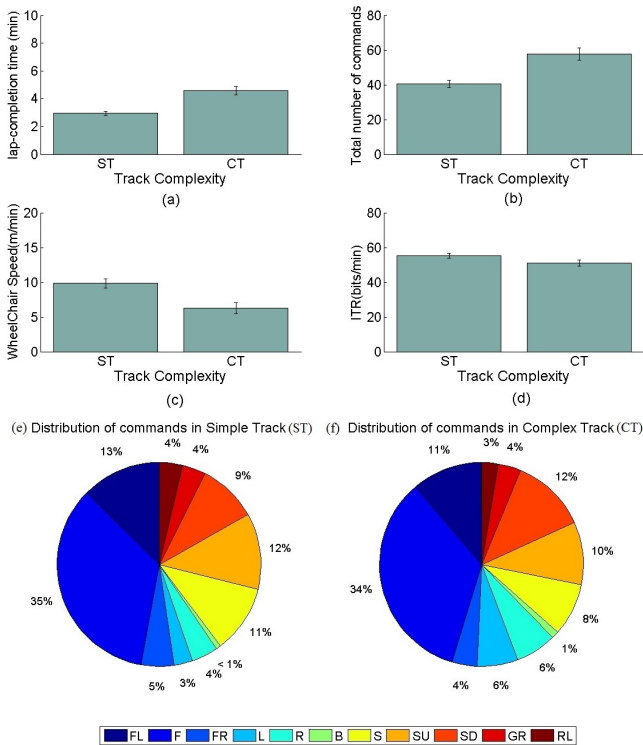 lap-completion time (min)
10
8
6
4
2
0
ST CT
Track Complexity
(a)
Total number of commands
80
60
40
20
0
ST CT
Track Complexity
(b)
WheelChair Speed(m/min)
20
15
10
5
0
ST CT
Track Complexity
(c)
ITR(bits/min)
80
60
40
20
0
ST CT
Track Complexity
(d)
(e) Distribution of commands in Simple Track (ST)
13%
4%
4%
9%
12%
11%
< 1%
4%
3%
5%
35%
(f) Distribution of commands in Complex Track (CT)
11%
3%
4%
12%
10%
8%
1%
6%
6%
4%
34%
FL F FR L R B S SU SD GR RL